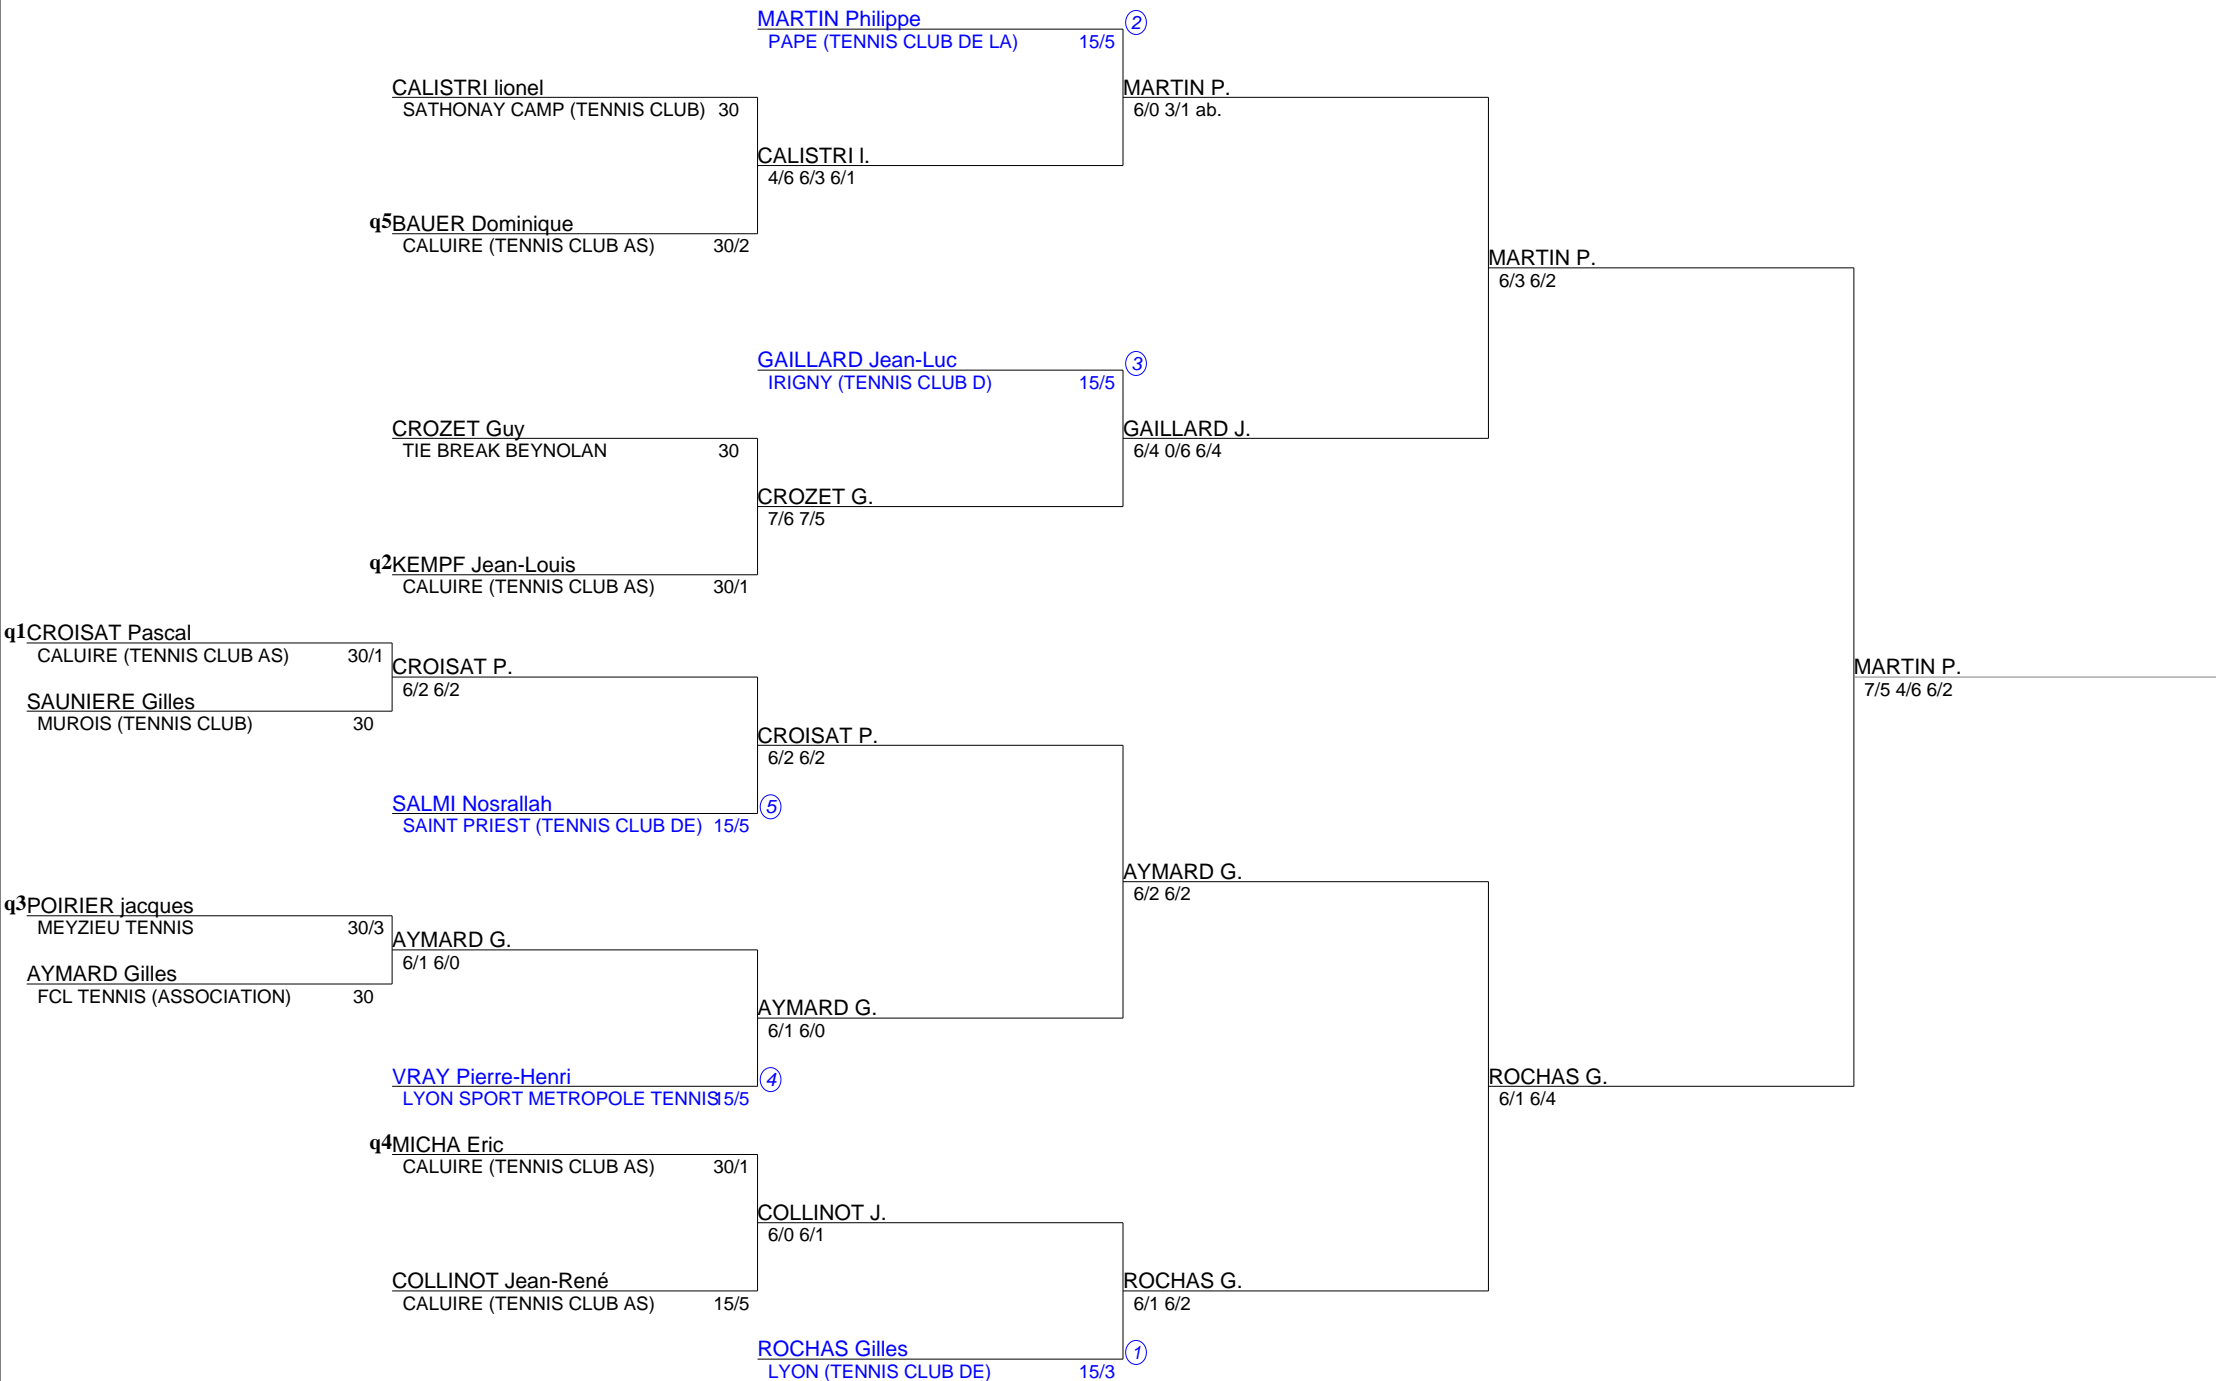 MARTIN Philippe 2
PAPE (TENNIS CLUB DE LA) 15/5
CALISTRI lionel
MARTIN P.
SATHONAY CAMP (TENNIS CLUB) 30
6/0 3/1 ab.
CALISTRI l.
4/6 6/3 6/1
q5 BAUER Dominique
CALUIRE (TENNIS CLUB AS) 30/2
MARTIN P.
6/3 6/2
GAILLARD Jean-Luc 3
IRIGNY (TENNIS CLUB D) 15/5
CROZET Guy
GAILLARD J.
TIE BREAK BEYNOLAN 30
6/4 0/6 6/4
CROZET G.
7/6 7/5
q2 KEMPF Jean-Louis
CALUIRE (TENNIS CLUB AS) 30/1
q1 CROISAT Pascal
CALUIRE (TENNIS CLUB AS) 30/1
CROISAT P.
MARTIN P.
6/2 6/2
7/5 4/6 6/2
SAUNIERE Gilles
MUROIS (TENNIS CLUB) 30
CROISAT P.
6/2 6/2
SALMI Nosrallah 5
SAINT PRIEST (TENNIS CLUB DE) 15/5
AYMARD G.
6/2 6/2
q3 POIRIER jacques
MEYZIEU TENNIS 30/3
AYMARD G.
6/1 6/0
AYMARD Gilles
FCL TENNIS (ASSOCIATION) 30
AYMARD G.
6/1 6/0
VRAY Pierre-Henri 4
ROCHAS G.
LYON SPORT METROPOLE TENNIS 15/5
6/1 6/4
q4 MICHA Eric
CALUIRE (TENNIS CLUB AS) 30/1
COLLINOT J.
6/0 6/1
COLLINOT Jean-René
ROCHAS G.
CALUIRE (TENNIS CLUB AS) 15/5
6/1 6/2
ROCHAS Gilles 1
LYON (TENNIS CLUB DE) 15/3